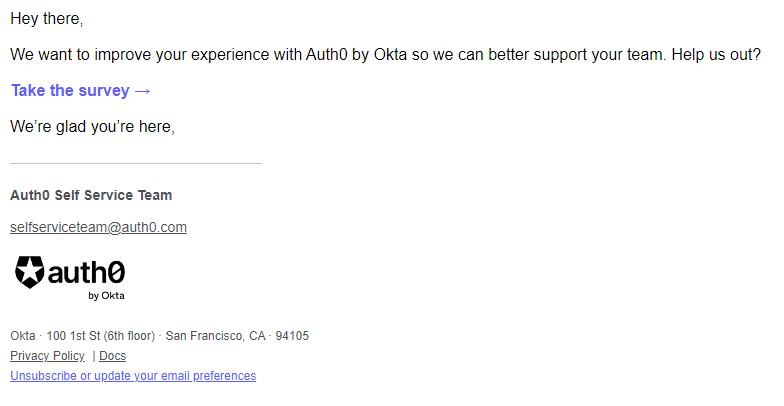 Hey there,
We want to improve your experience with Auth0 by Okta so we can better support your team. Help us out?
Take the survey →
We’re glad you’re here,
Auth0 Self Service Team
selfserviceteam@auth0.com
auth0
by Okta
Okta · 100 1st St (6th floor) · San Francisco, CA · 94105
Privacy Policy | Docs
Unsubscribe or update your email preferences